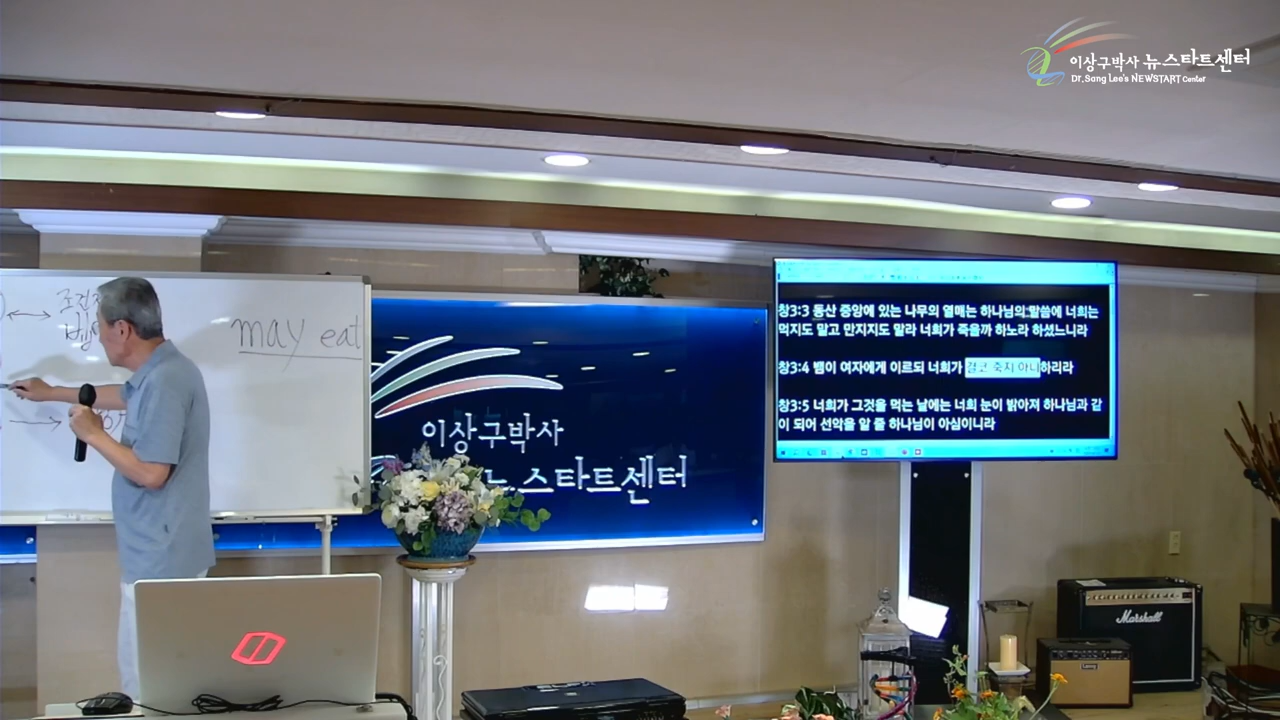 이상구박사 뉴스타트센터
Dr. Sang Lee's NEWSTART Center
may eat
이상구박사
뉴스타트센터
창3:3 동산 중앙에 있는 나무의 열매는 하나님의 말씀에 너희는
먹지도 말고 만지지도 말라 너희가 죽을까 하노라 하셨느니라
창3:4 뱀이 여자에게 이르되 너희가 결코 죽지 아니하리라
창3:5 너희가 그것을 먹는 날에는 너희 눈이 밝아져 하나님과 같
이 되어 선악을 알 줄 하나님이 아심이니라
Marshall
Laney